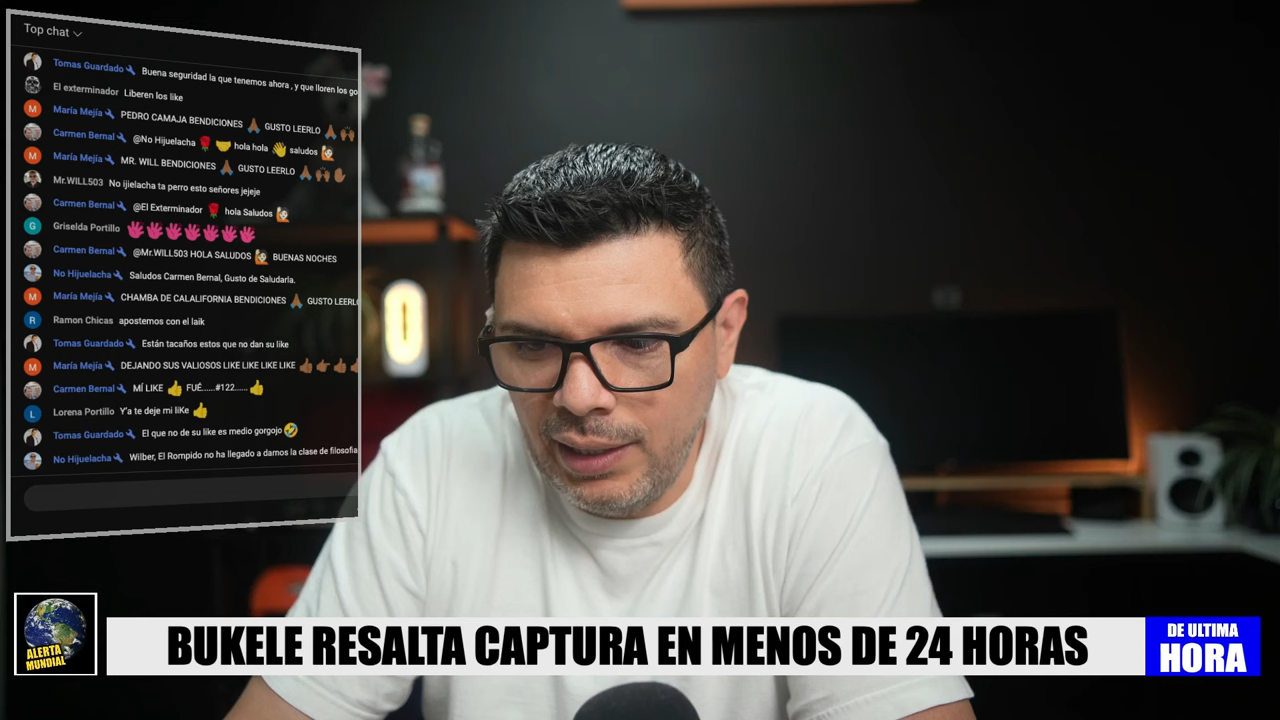 Top chat
Tomas Guardado Buena seguridad la que tenemos ahora , y que lloren los go
El exterminador Liberen los like
María Mejía PEDRO CAMAJA BENDICIONES 🙏🏽 GUSTO LEERLO 🙏🏽 🙌🏽
Carmen Bernal @No Hijuelacha 🌹 🤝 hola hola 👋 saludos 🙋🏻
María Mejía MR. WILL BENDICIONES 🙏🏽 GUSTO LEERLO 🙏🏽 🙌🏽 ✋🏽
Mr.WILL503 No ijielacha ta perro esto señores jejeje
Carmen Bernal @El Exterminador 🌹 hola Saludos 🙋🏻
Griselda Portillo
Carmen Bernal @Mr.WILL503 HOLA SALUDOS 🙋🏻 BUENAS NOCHES
No Hijuelacha Saludos Carmen Bernal, Gusto de Saludarla.
María Mejía CHAMBA DE CALALIFORNIA BENDICIONES 🙏🏽 GUSTO LEERLO
Ramon Chicas apostemos con el laik
Tomas Guardado Están tacaños estos que no dan su like
María Mejía DEJANDO SUS VALIOSOS LIKE LIKE LIKE LIKE 👍🏽 👉🏽 👍🏽 👍🏽
Carmen Bernal MÍ LIKE 👍 FUÉ......#122...... 👍
Lorena Portillo Y'a te deje mi liKe 👍
Tomas Guardado El que no de su like es medio gorgojo 🤣
No Hijuelacha Wilber, El Rompido no ha llegado a darnos la clase de filosofia
ALERTA
MUNDIAL
BUKELE RESALTA CAPTURA EN MENOS DE 24 HORAS
DE ULTIMA
HORA